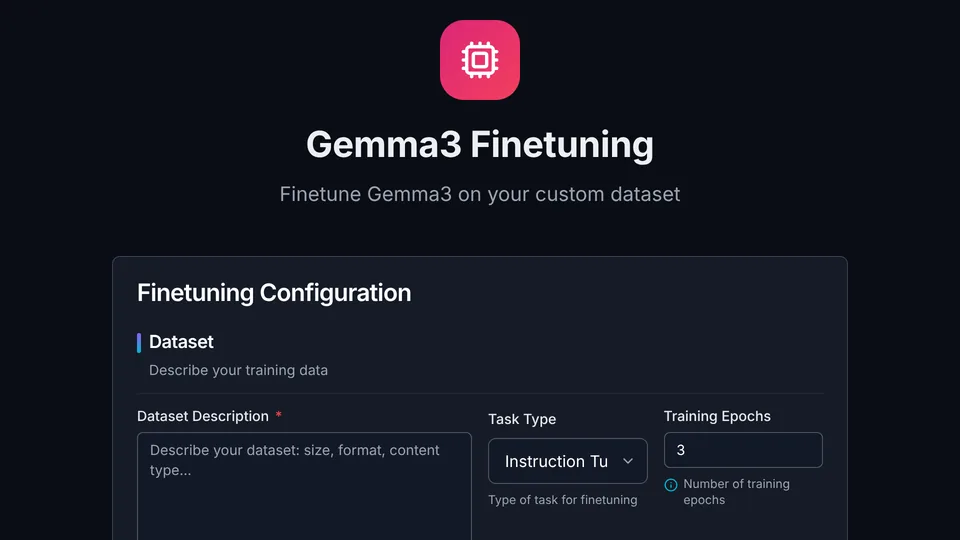 Gemma3 Finetuning
Finetune Gemma3 on your custom dataset
Finetuning Configuration
Dataset
Describe your training data
Dataset Description *
Describe your dataset: size, format, content
type...
Task Type
Instruction Tu
Type of task for finetuning
Training Epochs
3
Number of training
epochs